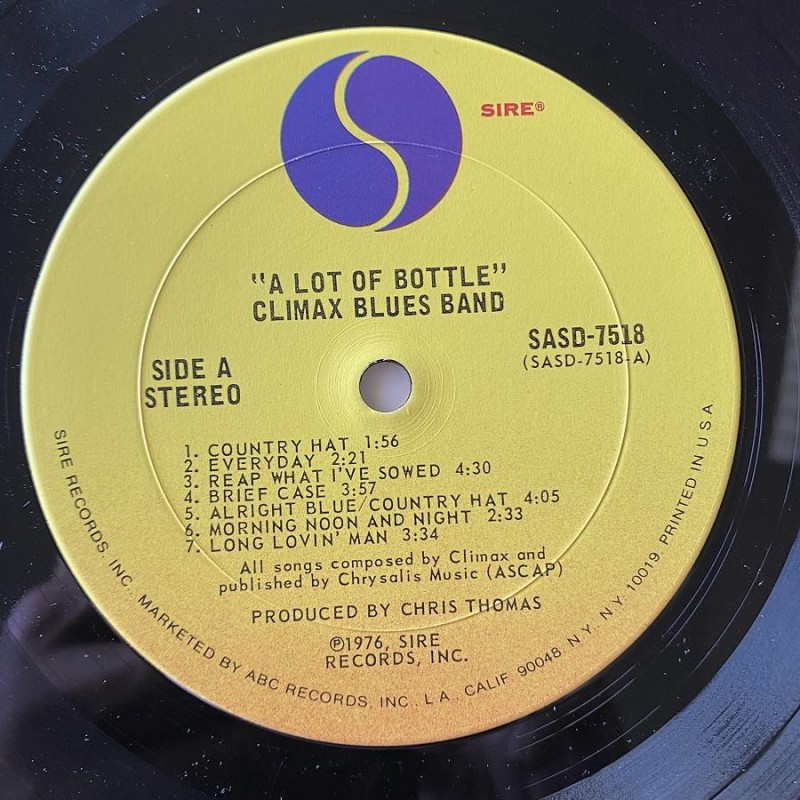 SIRE®
"A LOT OF BOTTLE"
CLIMAX BLUES BAND
SASD-7518
(SASD-7518-A)
SIDE A
STEREO
1. COUNTRY HAT 1:56
2. EVERYDAY 2:21
3. REAP WHAT I'VE SOWED 4:30
4. BRIEF CASE 3:57
5. ALRIGHT BLUE/COUNTRY HAT 4:05
6. MORNING NOON AND NIGHT 2:33
7. LONG LOVIN' MAN 3:34
All songs composed by Climax and
published by Chrysalis Music (ASCAP)
PRODUCED BY CHRIS THOMAS
℗1976, SIRE
RECORDS, INC.
SIRE RECORDS, INC., MARKETED BY ABC RECORDS, INC., L.A., CALIF 90048. N.Y. N.Y. 10019. PRINTED IN U.S.A.